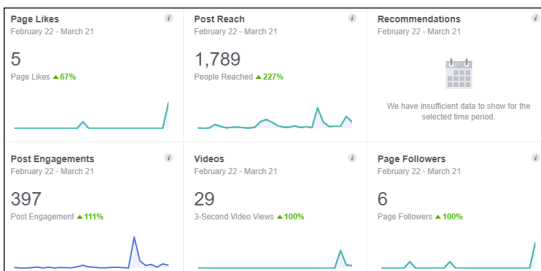 Page Likes
February 22 - March 21
5
Page Likes ▲67%
Post Reach
February 22 - March 21
1,789
People Reached ▲227%
Recommendations
February 22 - March 21
We have insufficient data to show for the
selected time period.
Post Engagements
February 22 - March 21
397
Post Engagement ▲111%
Videos
February 22 - March 21
29
3-Second Video Views ▲100%
Page Followers
February 22 - March 21
6
Page Followers ▲100%